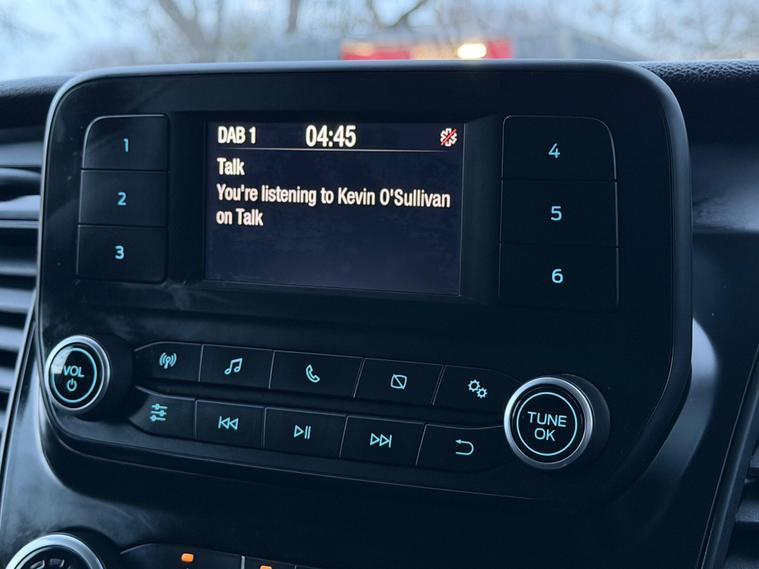 DAB 1 04:45
Talk
You're listening to Kevin O'Sullivan
on Talk
1
2
3
4
5
6
VOL
TUNE
OK